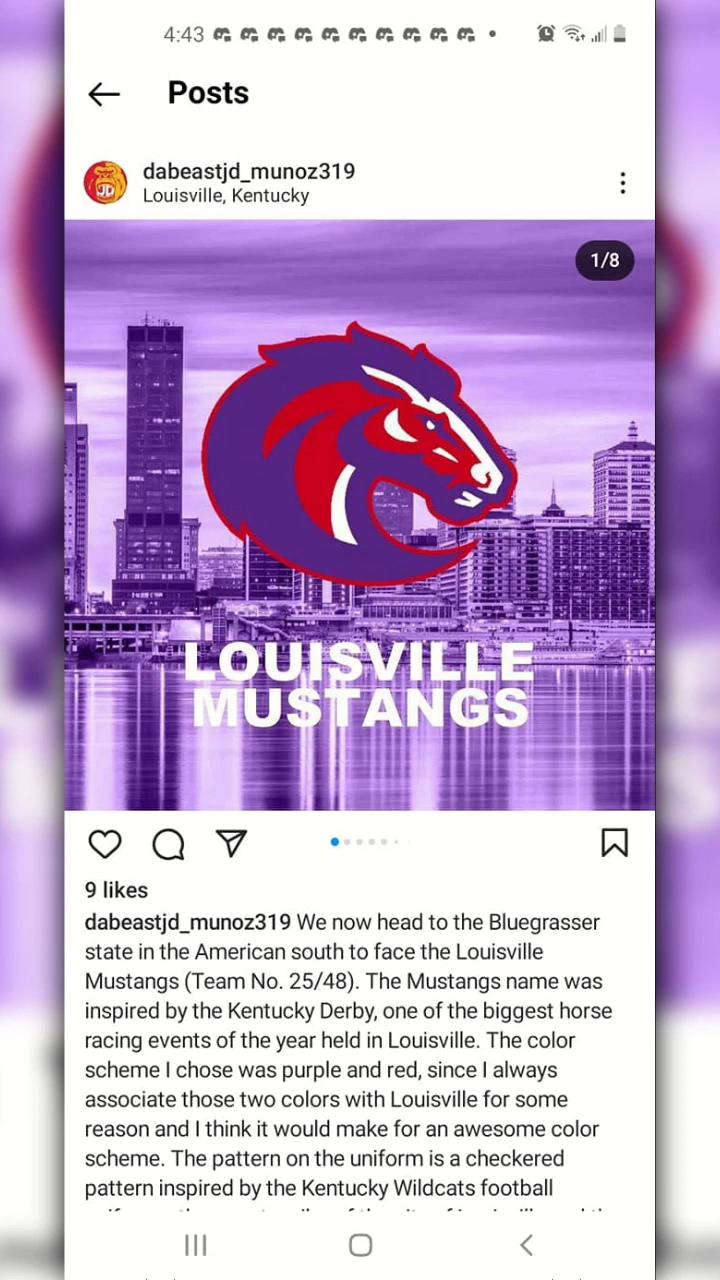 4:43
Posts
dabeastjd_munoz319
Louisville, Kentucky
1/8
JD
LOUISVILLE
MUSTANGS
9 likes
dabeastjd_munoz319 We now head to the Bluegrasser
state in the American south to face the Louisville
Mustangs (Team No. 25/48). The Mustangs name was
inspired by the Kentucky Derby, one of the biggest horse
racing events of the year held in Louisville. The color
scheme I chose was purple and red, since I always
associate those two colors with Louisville for some
reason and I think it would make for an awesome color
scheme. The pattern on the uniform is a checkered
pattern inspired by the Kentucky Wildcats football